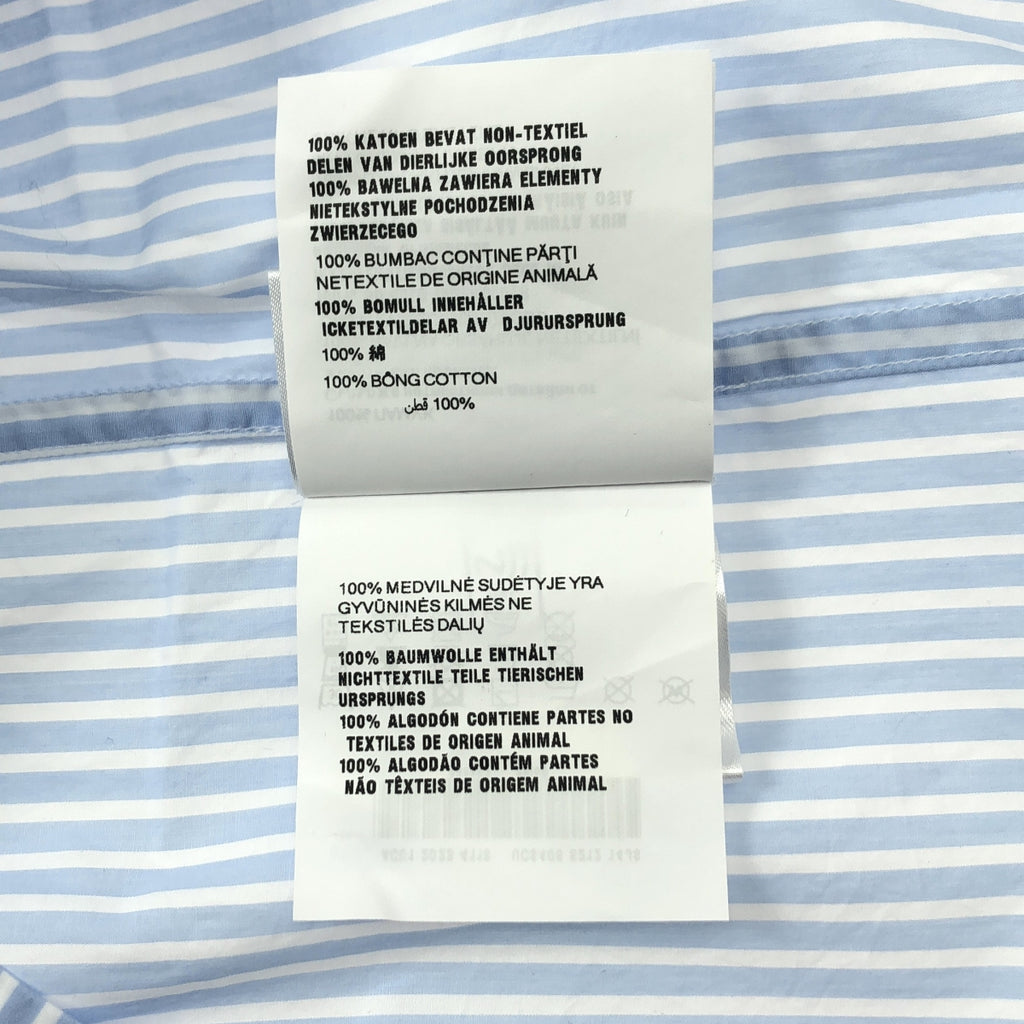 100% KATOEN BEVAT NON-TEXTIEL
DELEN VAN DIERLIJKE OORSPRONG
100% BAWELNA ZAWIERA ELEMENTY
NIETEKSTYLNE POCHODZENIA
ZWIERZECEGO
100% BUMBAC CONŢINE PĂRŢI
NETEXTILE DE ORIGINE ANIMALĂ
100% BOMULL INNEHÅLLER
ICKETEXTILDELAR AV DJURURSPRUNG
100% 綿
100% BÔNG COTTON
100% قطن
100% MEDVILNĖ SUDĖTYJE YRA
GYVŪNINĖS KILMĖS NE
TEKSTILĖS DALIŲ
100% BAUMWOLLE ENTHÄLT
NICHTTEXTILE TEILE TIERISCHEN
URSPRUNGS
100% ALGODÓN CONTIENE PARTES NO
TEXTILES DE ORIGEN ANIMAL
100% ALGODÃO CONTÉM PARTES
NÃO TÊXTEIS DE ORIGEM ANIMAL